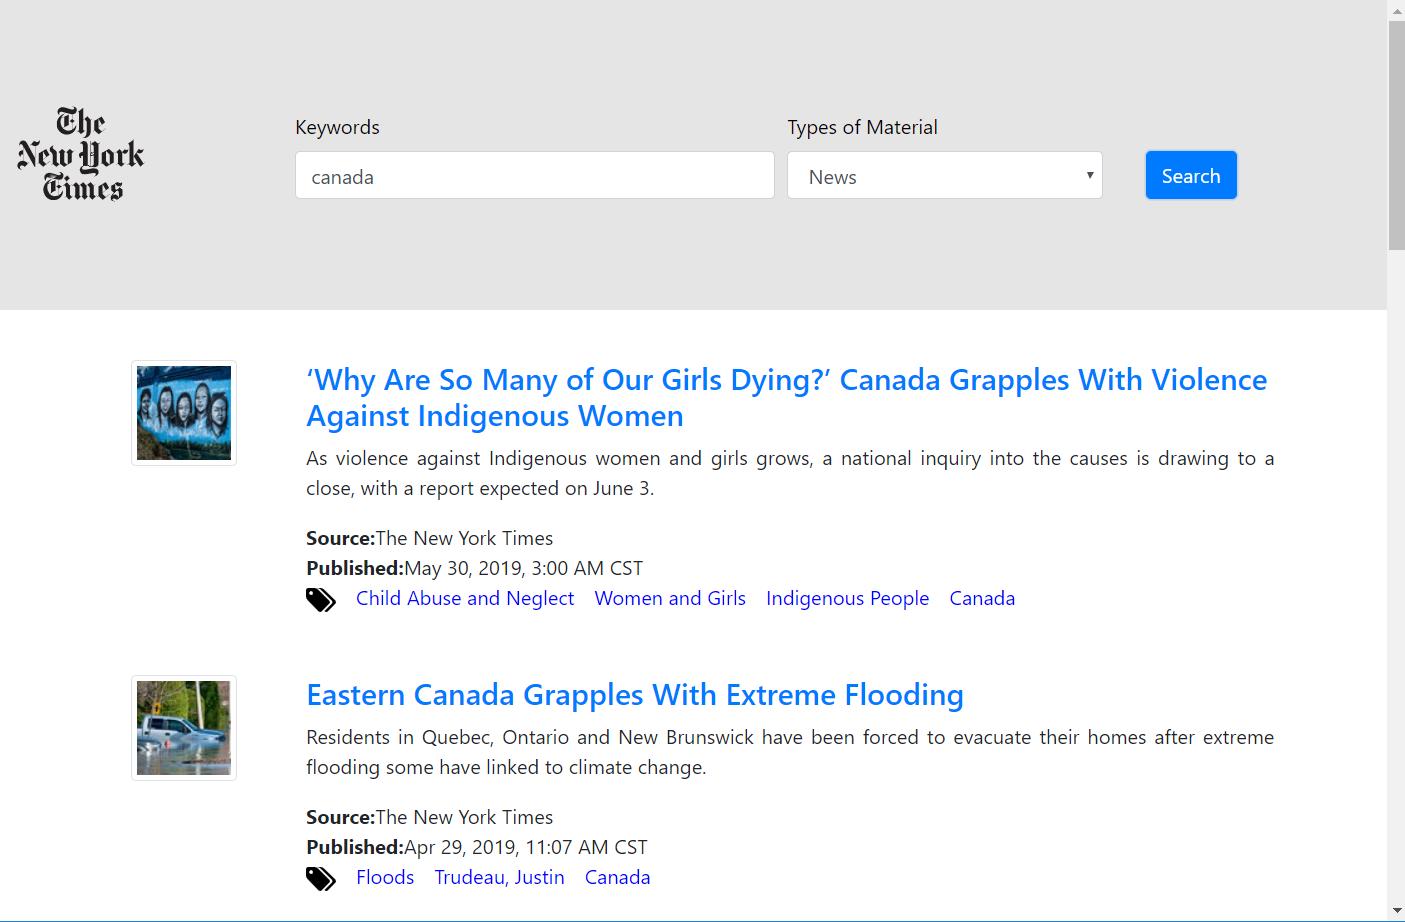 The
New York
Times
Keywords
Types of Material
canada
News
Search
‘Why Are So Many of Our Girls Dying?’ Canada Grapples With Violence
Against Indigenous Women
As violence against Indigenous women and girls grows, a national inquiry into the causes is drawing to a
close, with a report expected on June 3.
Source:The New York Times
Published:May 30, 2019, 3:00 AM CST
Child Abuse and Neglect Women and Girls Indigenous People Canada
Eastern Canada Grapples With Extreme Flooding
Residents in Quebec, Ontario and New Brunswick have been forced to evacuate their homes after extreme
flooding some have linked to climate change.
Source:The New York Times
Published:Apr 29, 2019, 11:07 AM CST
Floods Trudeau, Justin Canada